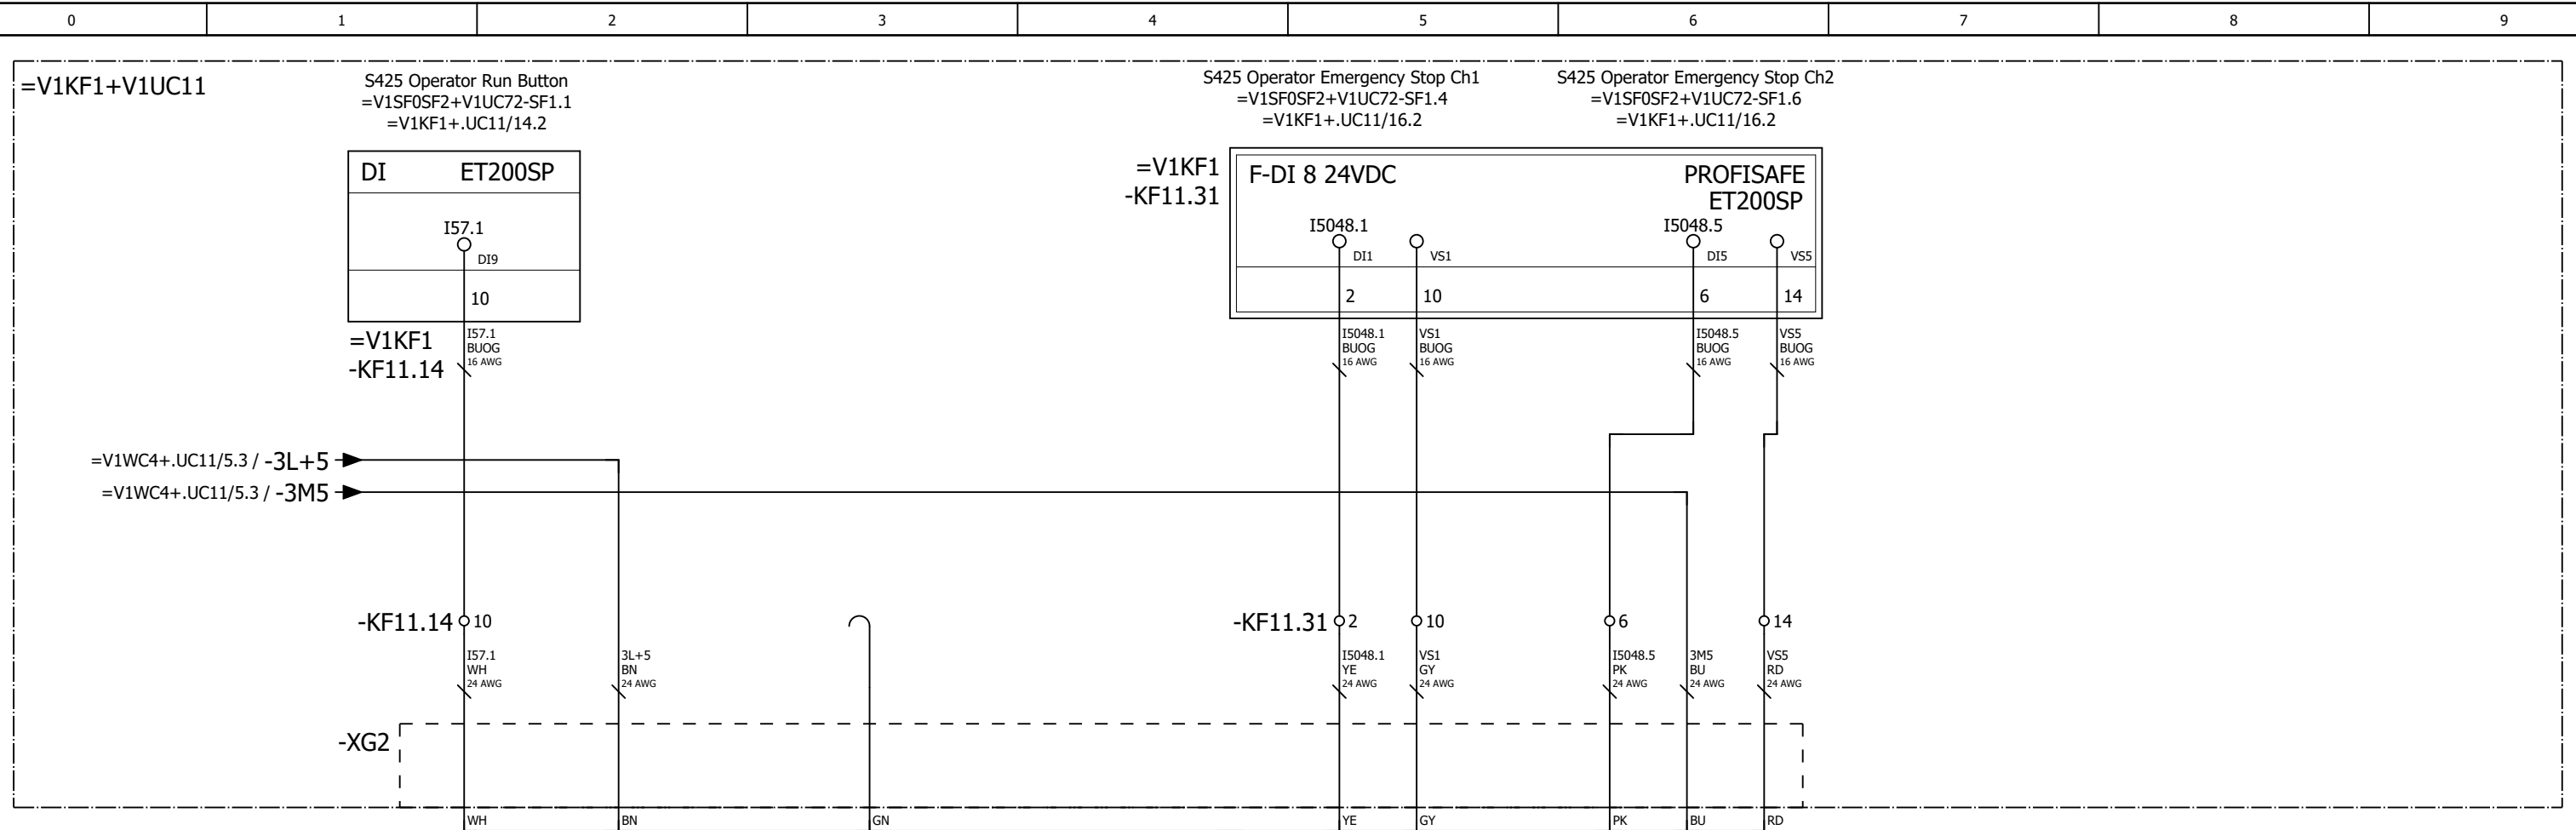 0 1 2 3 4 5 6 7 8 9
=V1KF1+V1UC11
S425 Operator Run Button
=V1SF0SF2+V1UC72-SF1.1
=V1KF1+.UC11/14.2
S425 Operator Emergency Stop Ch1
=V1SF0SF2+V1UC72-SF1.4
=V1KF1+.UC11/16.2
S425 Operator Emergency Stop Ch2
=V1SF0SF2+V1UC72-SF1.6
=V1KF1+.UC11/16.2
DI ET200SP
I57.1
DI9
10
=V1KF1
-KF11.14
I57.1
BUOG
16 AWG
=V1KF1
-KF11.31
F-DI 8 24VDC
PROFISAFE
ET200SP
I5048.1
DI1
VS1
I5048.5
DI5
VS5
2 10 6 14
I5048.1
BUOG
16 AWG
VS1
BUOG
16 AWG
I5048.5
BUOG
16 AWG
VS5
BUOG
16 AWG
=V1WC4+.UC11/5.3 / -3L+5
=V1WC4+.UC11/5.3 / -3M5
-KF11.14 10
-KF11.31 2 10 6 14
I57.1
WH
24 AWG
3L+5
BN
24 AWG
I5048.1
YE
24 AWG
VS1
GY
24 AWG
I5048.5
PK
24 AWG
3M5
BU
24 AWG
VS5
RD
24 AWG
-XG2
WH BN GN YE GY PK BU RD